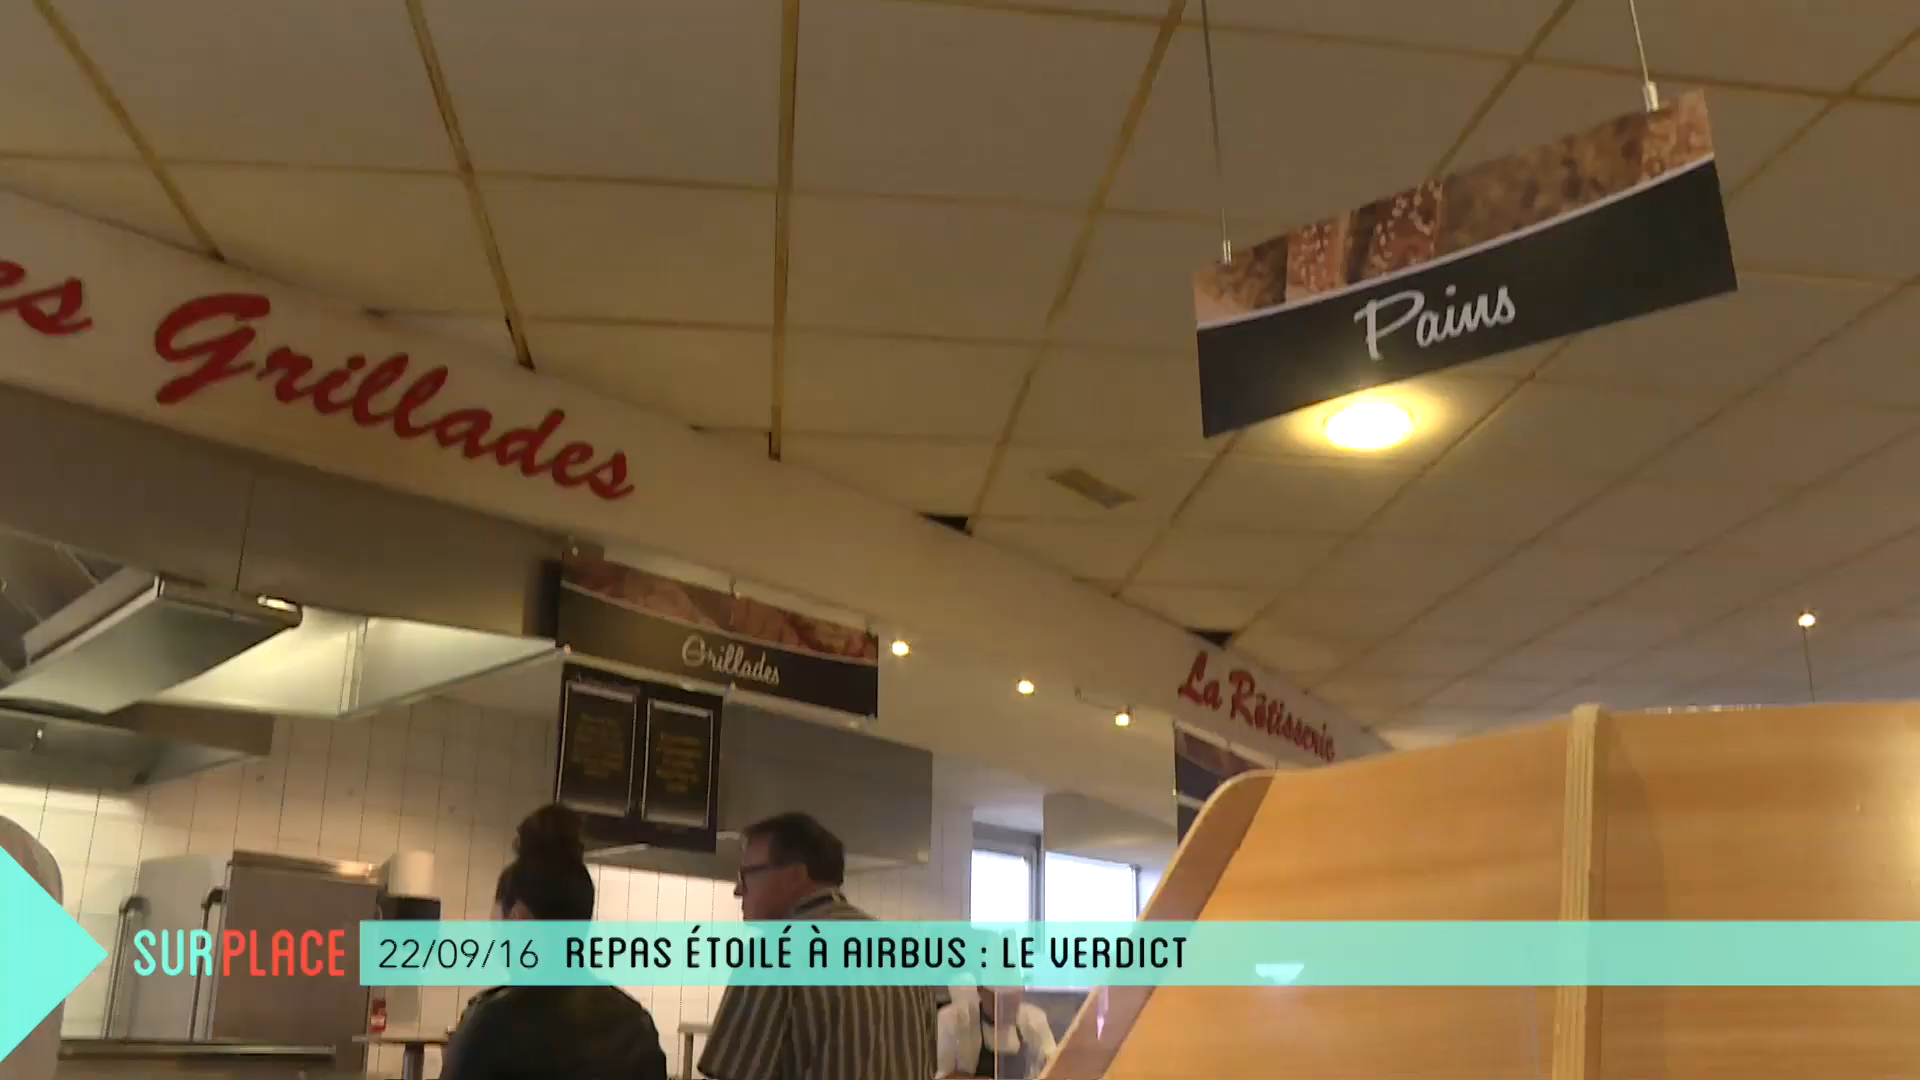 es Grillades
Pains
Grillades
La Rôtisserie
SUR PLACE 22/09/16 REPAS ÉTOILÉ À AIRBUS : LE VERDICT